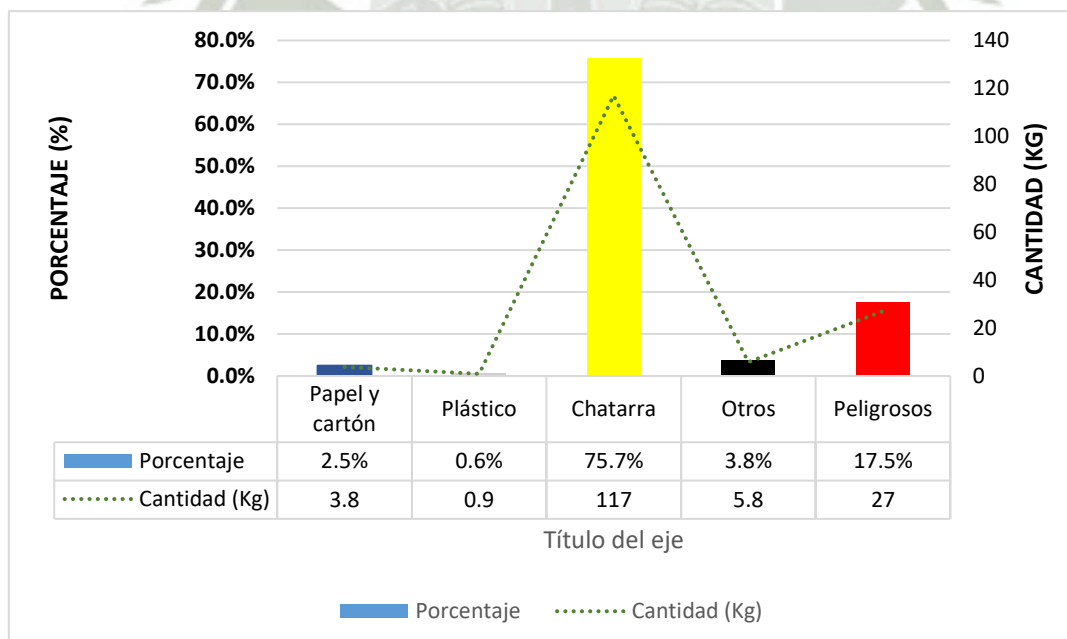 80.0%
70.0%
60.0%
50.0%
40.0%
30.0%
20.0%
10.0%
0.0%
PORCENTAJE (%)
140
120
100
80
60
40
20
0
CANTIDAD (KG)
Papel y
cartón
Plástico
Chatarra
Otros
Peligrosos
Porcentaje 2.5% 0.6% 75.7% 3.8% 17.5%
Cantidad (Kg) 3.8 0.9 117 5.8 27
Título del eje
Porcentaje Cantidad (Kg)